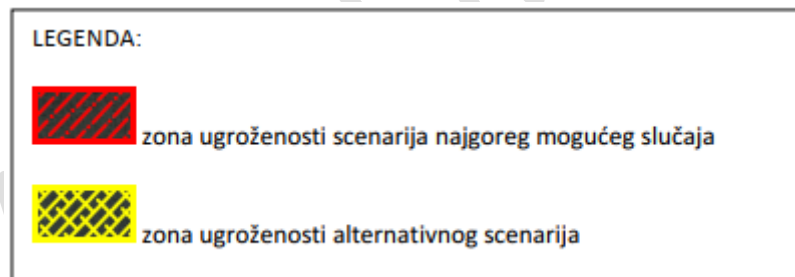 LEGENDA:
zona ugroženosti scenarija najgoreg mogućeg slučaja
zona ugroženosti alternativnog scenarija